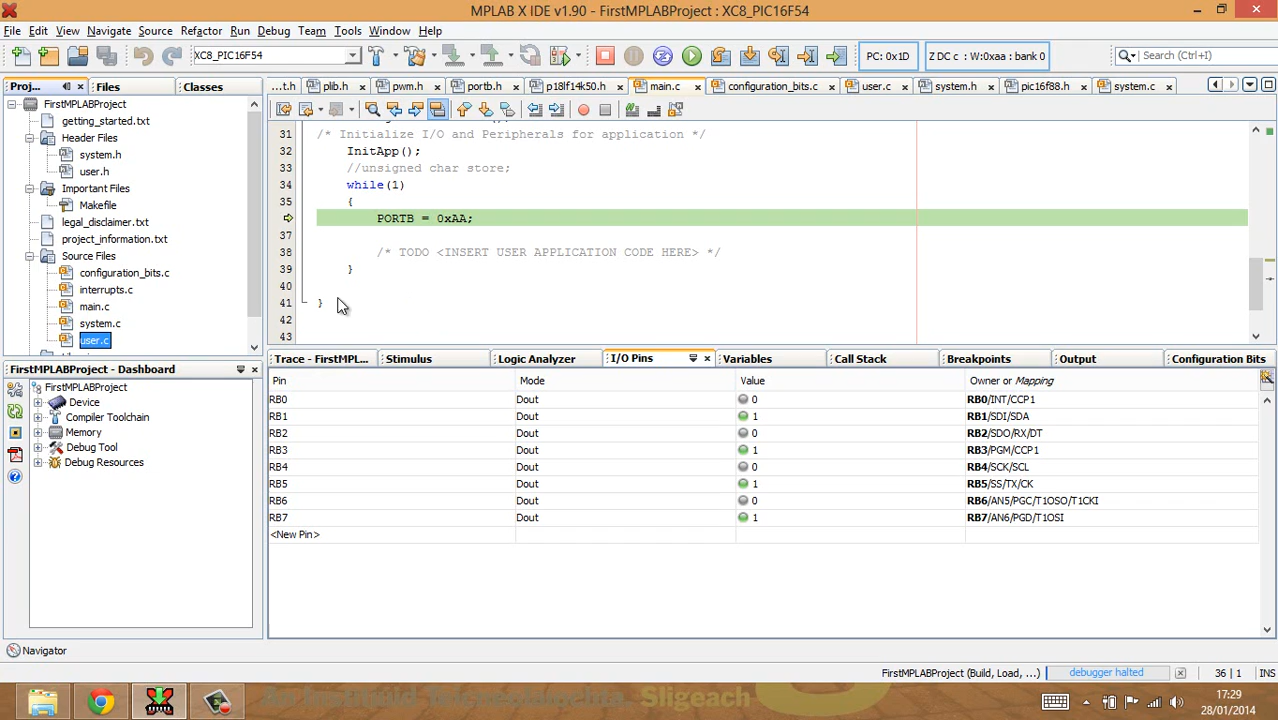 MPLAB X IDE v1.90 - FirstMPLABProject : XC8_PIC16F54
File Edit View Navigate Source Refactor Run Debug Team Tools Window Help
XC8_PIC16F54 PC: 0x1D Z DC c : W:0xaa : bank 0 Search (Ctrl+I)
Proj... Files Classes ...t.h plb.h pwm.h portb.h p18lf14k50.h main.c configuration_bits.c user.c system.h pic16f88.h system.c
FirstMPLABProject
getting_started.txt
Header Files
system.h
user.h
Important Files
Makefile
legal_disclaimer.txt
project_information.txt
Source Files
configuration_bits.c
interrupts.c
main.c
system.c
user.c
31 /* Initialize I/O and Peripherals for application */
32 InitApp();
33 //unsigned char store;
34 while(1)
35 {
PORTB = 0xAA;
37
38 /* TODO <INSERT USER APPLICATION CODE HERE> */
39 }
40
41 }
42
43
FirstMPLABProject - Dashboard
FirstMPLABProject
Device
Compiler Toolchain
Memory
Debug Tool
Debug Resources
Trace - FirstMPL... Stimulus Logic Analyzer I/O Pins Variables Call Stack Breakpoints Output Configuration Bits
Pin Mode Value Owner or Mapping
RB0 Dout 0 RB0/INT/CCP1
RB1 Dout 1 RB1/SDI/SDA
RB2 Dout 0 RB2/SDO/RX/DT
RB3 Dout 1 RB3/PGM/CCP1
RB4 Dout 0 RB4/SCK/SCL
RB5 Dout 1 RB5/SS/TX/CK
RB6 Dout 0 RB6/AN5/PGC/T1OSO/T1CKI
RB7 Dout 1 RB7/AN6/PGD/T1OSI
<New Pin>
Navigator
FirstMPLABProject (Build, Load, ...) debugger halted 36 | 1 INS
Sligeach
17:29
28/01/2014